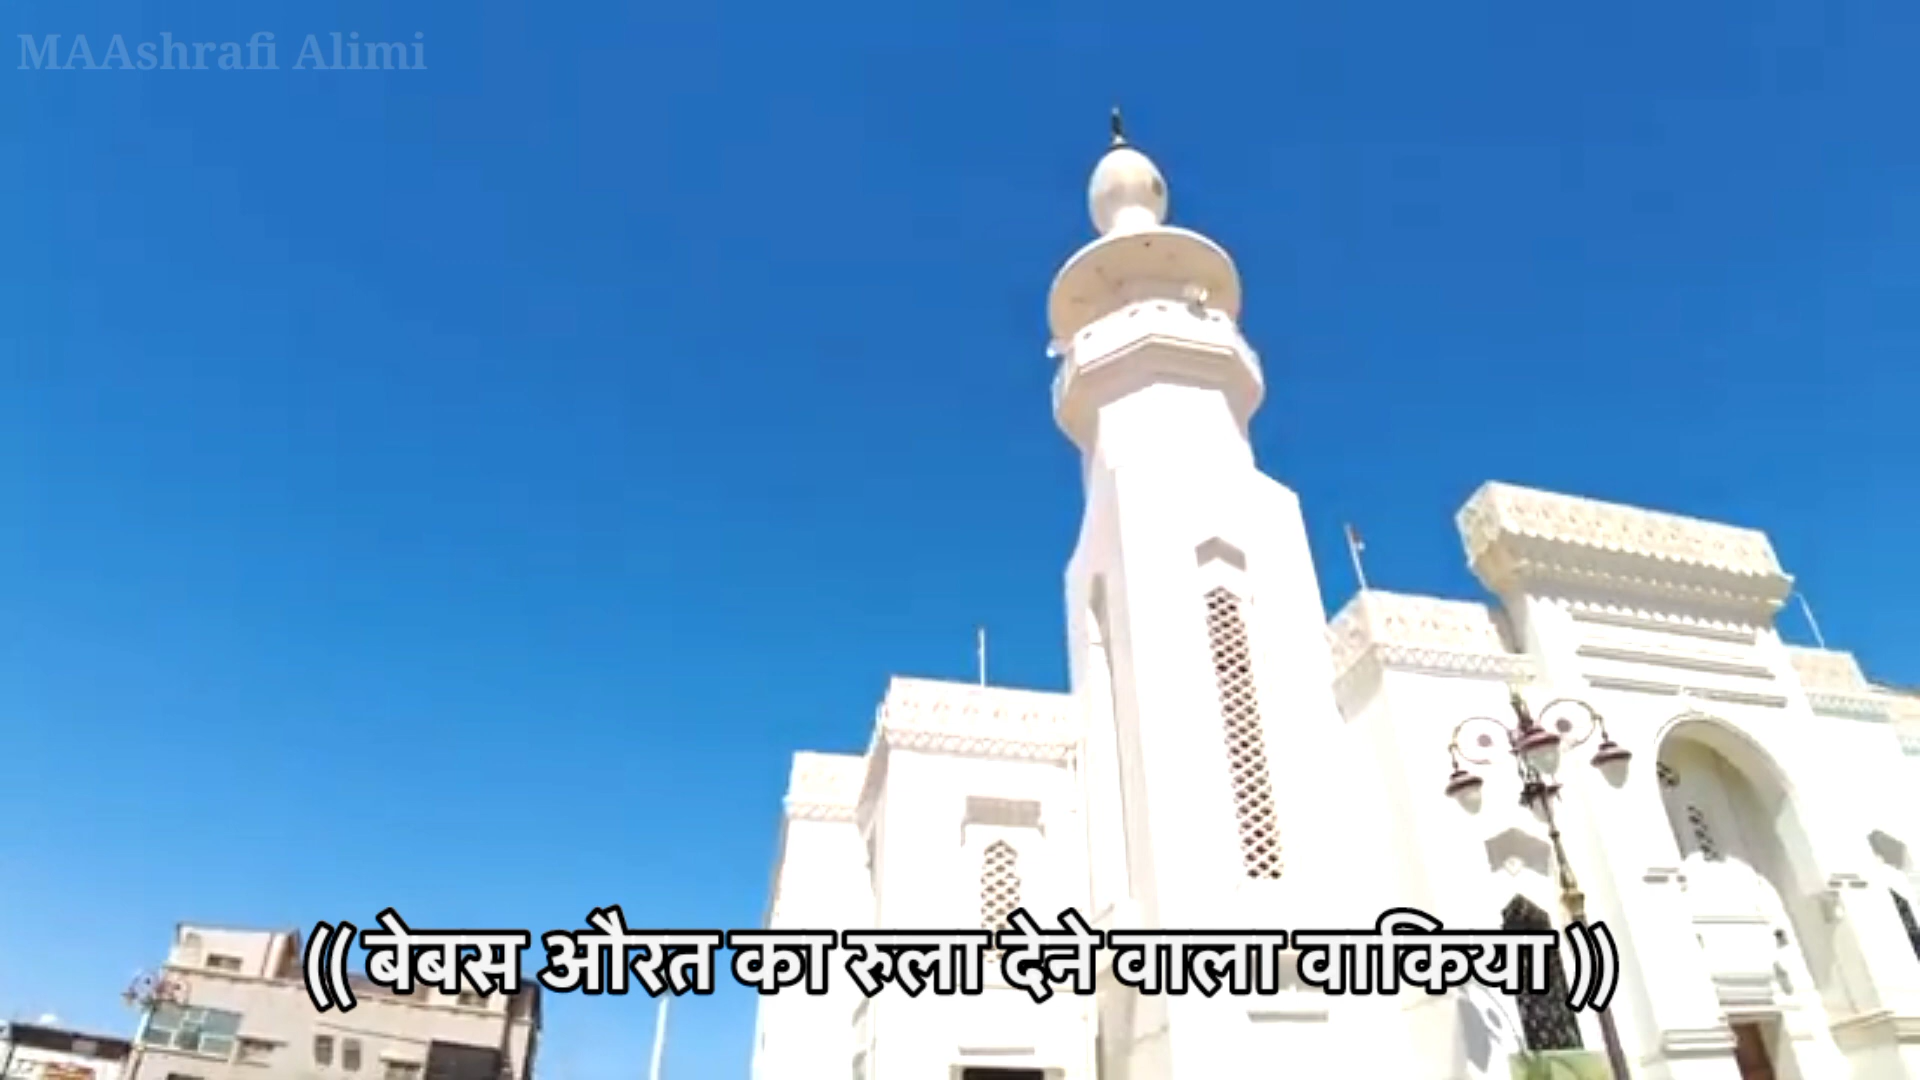 MAAshrafi Alimi
(( बेबस औरत का रुला देने वाला वाकिया ))